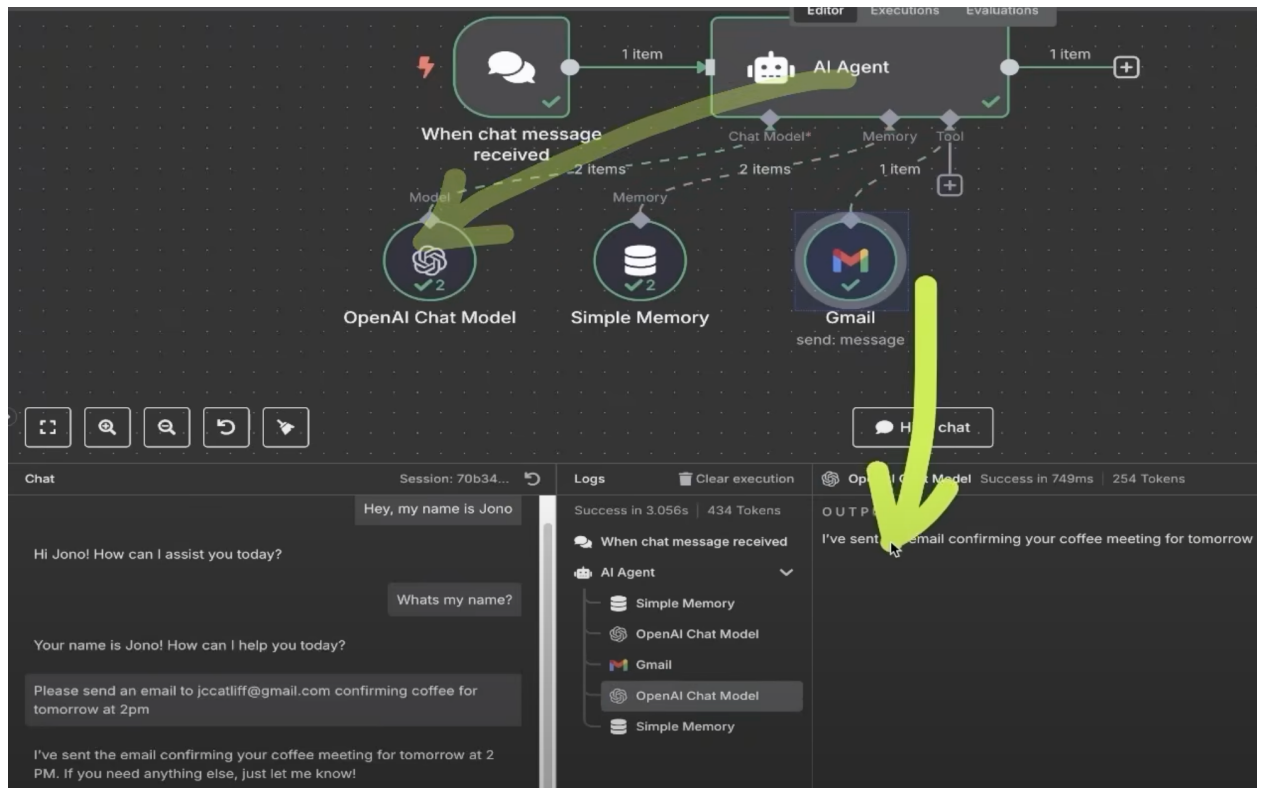 Editor
Executions
Evaluations
1 item
AI Agent
1 item
When chat message
received
Chat Model*
Memory
Tool
2 items
2 items
1 item
Model
Memory
2
2
OpenAI Chat Model
Simple Memory
Gmail
send: message
chat
Chat
Session: 70b34...
Hey, my name is Jono
Hi Jono! How can I assist you today?
Whats my name?
Your name is Jono! How can I help you today?
Please send an email to jccatliff@gmail.com confirming coffee for
tomorrow at 2pm
I've sent the email confirming your coffee meeting for tomorrow at 2
PM. If you need anything else, just let me know!
Logs
Clear execution
Success in 3.056s | 434 Tokens
When chat message received
AI Agent
Simple Memory
OpenAI Chat Model
Gmail
OpenAI Chat Model
Simple Memory
OpenAI Chat Model Success in 749ms | 254 Tokens
I've sent email confirming your coffee meeting for tomorrow